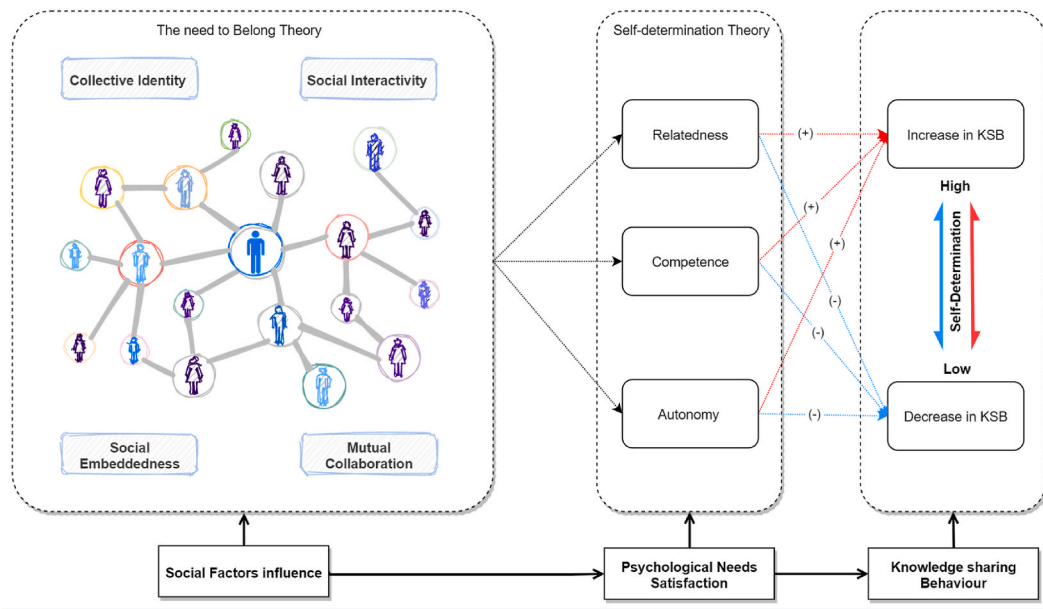 The need to Belong Theory
Collective Identity
Social Interactivity
Social
Embeddedness
Mutual
Collaboration
Self-determination Theory
Relatedness
Competence
Autonomy
(+)
(+)
(+)
(-)
(-)
(-)
Increase in KSB
High
Self-Determination
Low
Decrease in KSB
Social Factors influence
Psychological Needs
Satisfaction
Knowledge sharing
Behaviour